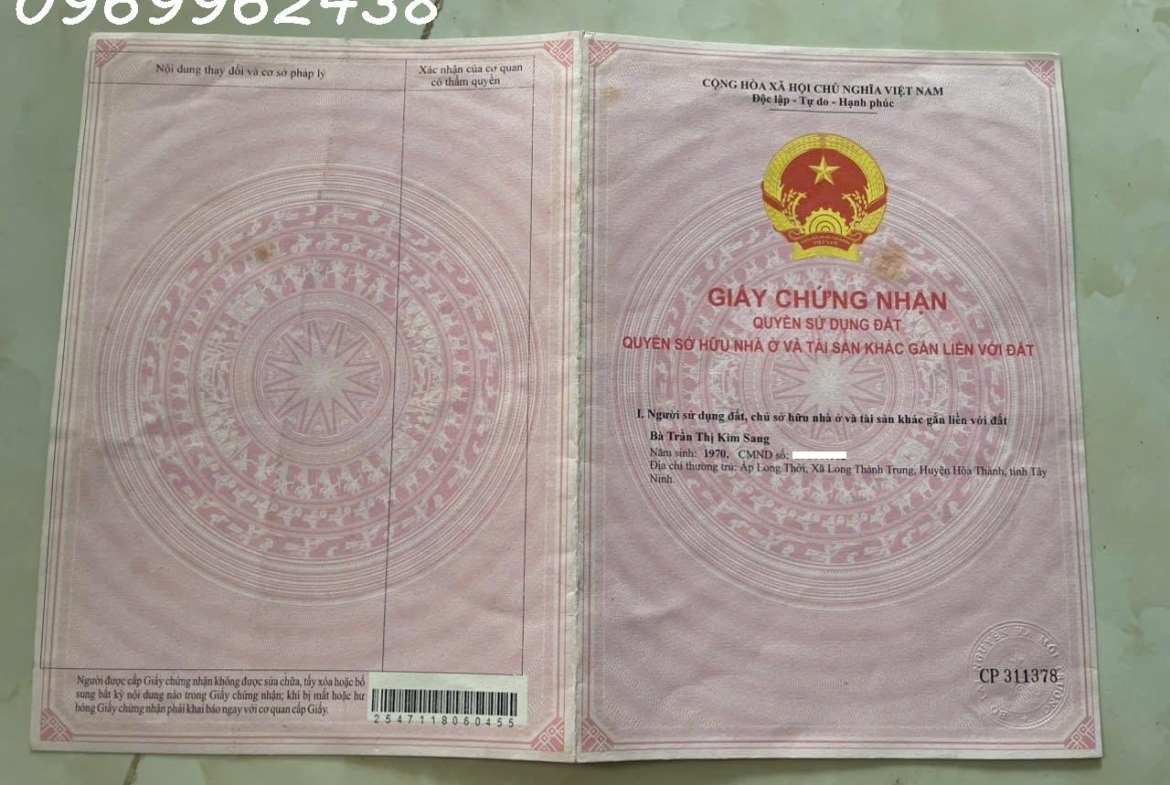 0969962438
Nội dung thay đổi và cơ sở pháp lý
Xác nhận của cơ quan
có thẩm quyền
Người được cấp Giấy chứng nhận không được sửa chữa, tẩy xóa hoặc bổ
sung bất kỳ nội dung nào trong Giấy chứng nhận; khi bị mất hoặc hư
hỏng Giấy chứng nhận phải khai báo ngay với cơ quan cấp Giấy.
2547118060455
CỘNG HÒA XÃ HỘI CHỦ NGHĨA VIỆT NAM
Độc lập - Tự do - Hạnh phúc
VIỆT NAM
GIẤY CHỨNG NHẬN
QUYỀN SỬ DỤNG ĐẤT
QUYỀN SỞ HỮU NHÀ Ở VÀ TÀI SẢN KHÁC GẮN LIỀN VỚI ĐẤT
I. Người sử dụng đất, chủ sở hữu nhà ở và tài sản khác gắn liền với đất
Bà Trần Thị Kim Sang
Năm sinh: 1970, CMND số:
Địa chỉ thường trú: Ấp Long Thới, Xã Long Thành Trung, Huyện Hòa Thành, tỉnh Tây
Ninh
CP 311378